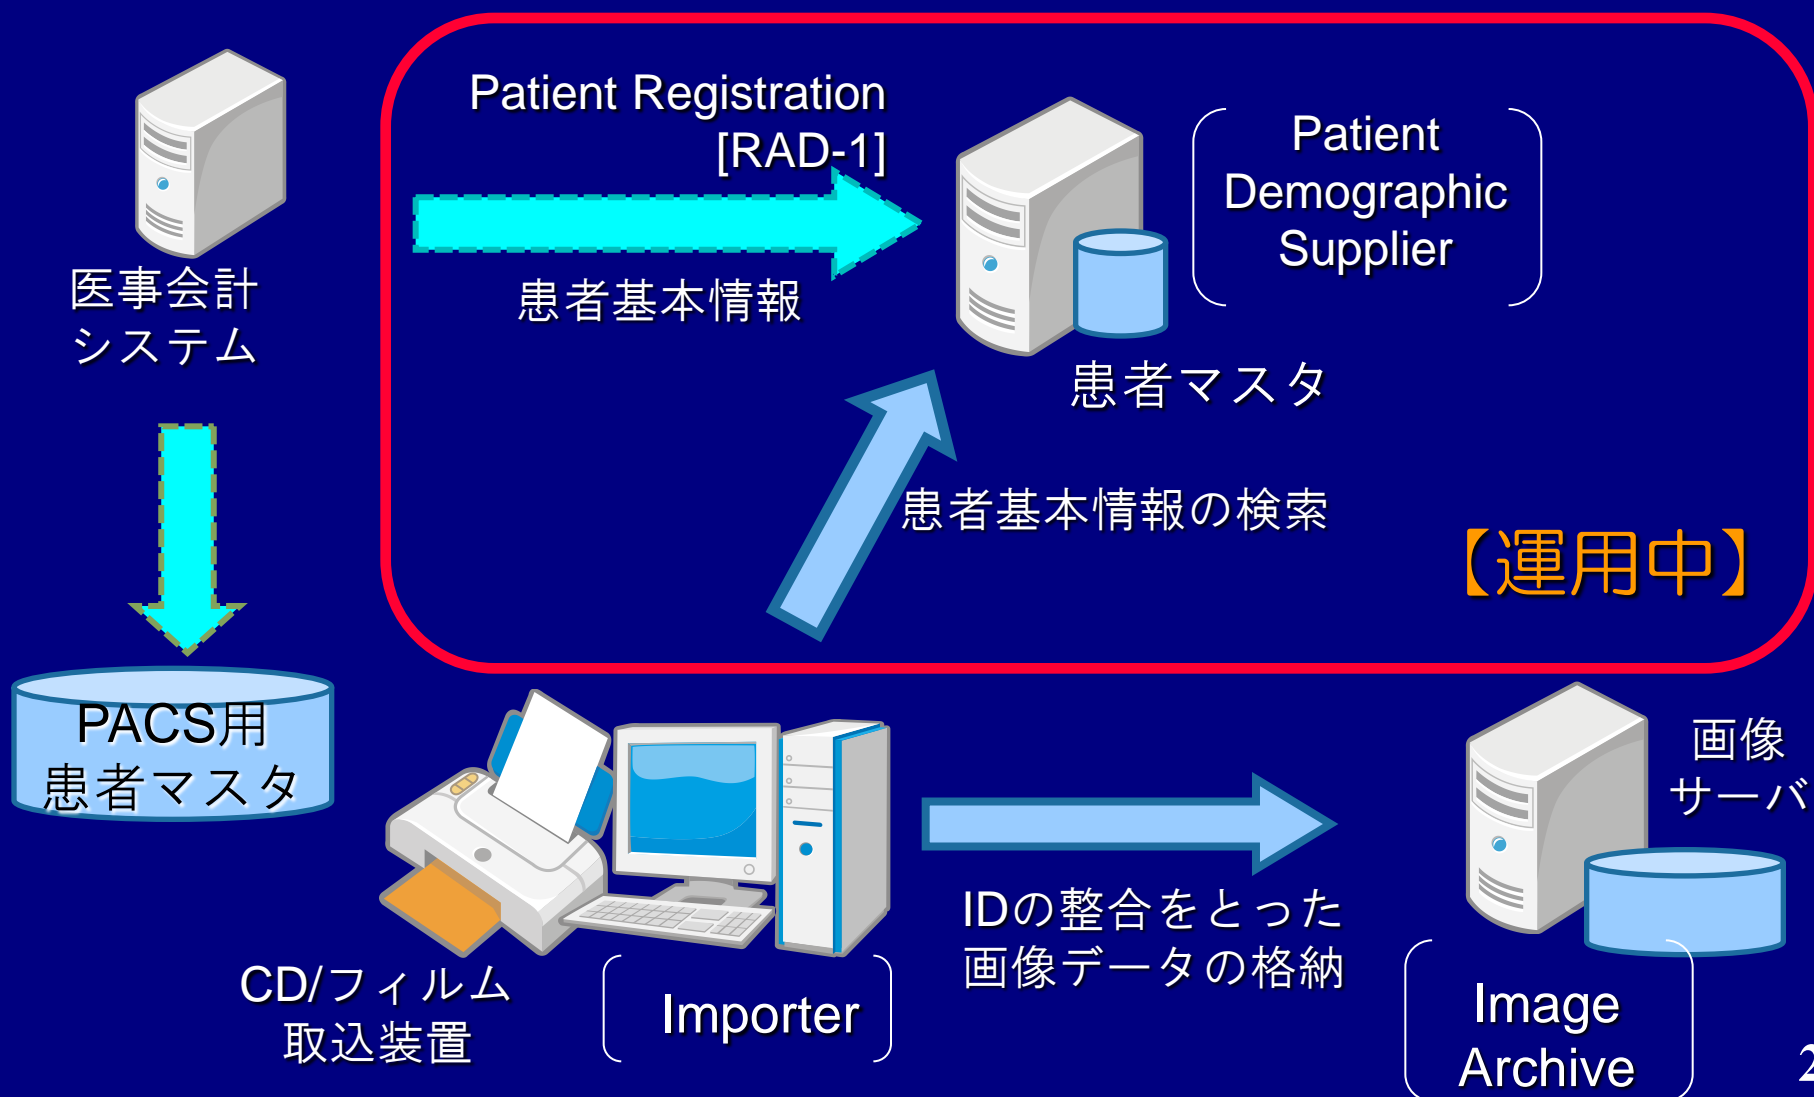 Patient Registration
[RAD-1]
Patient
Demographic
Supplier
医事会計
システム
患者基本情報
患者マスタ
患者基本情報の検索
【運用中】
PACS用
患者マスタ
画像
サーバ
IDの整合をとった
画像データの格納
CD/フィルム
取込装置
Importer
Image
Archive
2